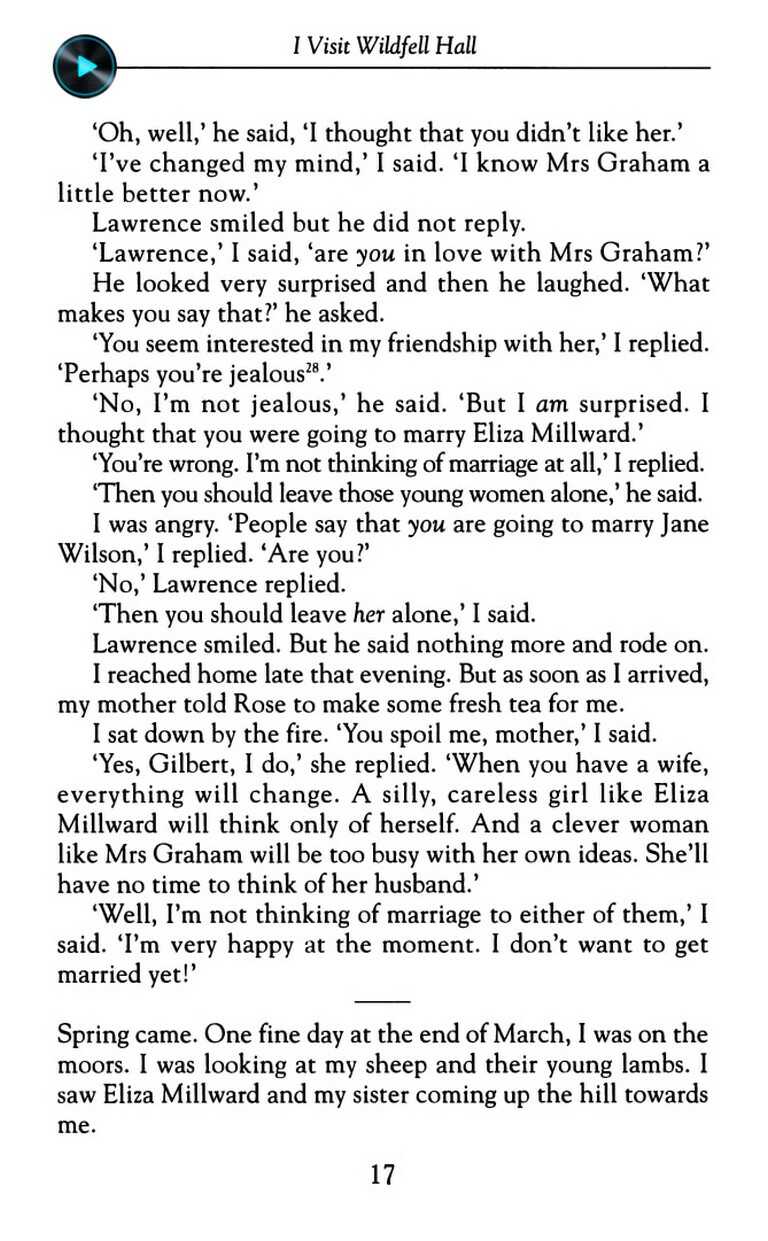 I Visit Wildfell Hall
‘Oh, well,’ he said, ‘I thought that you didn’t like her.’
‘I’ve changed my mind,’ I said. ‘I know Mrs Graham a
little better now.’
Lawrence smiled but he did not reply.
‘Lawrence,’ I said, ‘are you in love with Mrs Graham?’
He looked very surprised and then he laughed. ‘What
makes you say that?’ he asked.
‘You seem interested in my friendship with her,’ I replied.
‘Perhaps you’re jealous²⁸.’
‘No, I’m not jealous,’ he said. ‘But I am surprised. I
thought that you were going to marry Eliza Millward.’
‘You’re wrong. I’m not thinking of marriage at all,’ I replied.
‘Then you should leave those young women alone,’ he said.
I was angry. ‘People say that you are going to marry Jane
Wilson,’ I replied. ‘Are you?’
‘No,’ Lawrence replied.
‘Then you should leave her alone,’ I said.
Lawrence smiled. But he said nothing more and rode on.
I reached home late that evening. But as soon as I arrived,
my mother told Rose to make some fresh tea for me.
I sat down by the fire. ‘You spoil me, mother,’ I said.
‘Yes, Gilbert, I do,’ she replied. ‘When you have a wife,
everything will change. A silly, careless girl like Eliza
Millward will think only of herself. And a clever woman
like Mrs Graham will be too busy with her own ideas. She’ll
have no time to think of her husband.’
‘Well, I’m not thinking of marriage to either of them,’ I
said. ‘I’m very happy at the moment. I don’t want to get
married yet!’
Spring came. One fine day at the end of March, I was on the
moors. I was looking at my sheep and their young lambs. I
saw Eliza Millward and my sister coming up the hill towards
me.
17